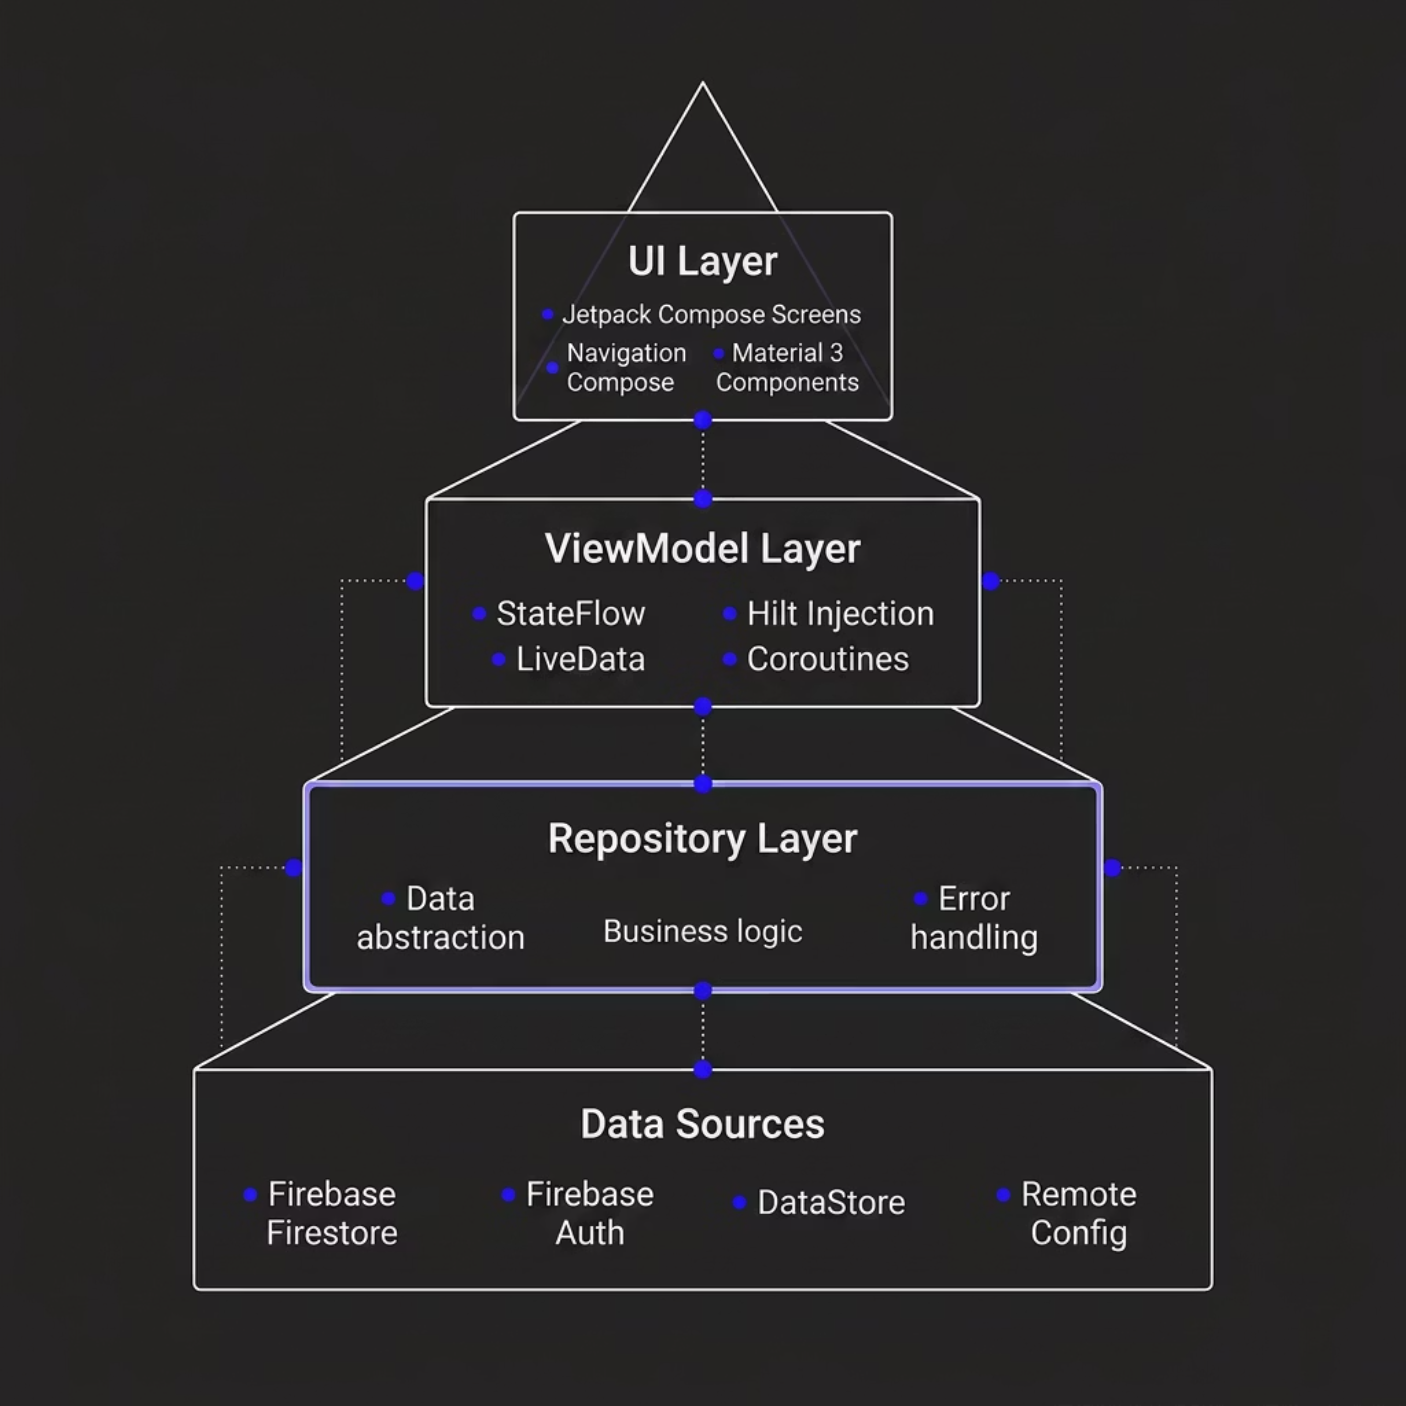 UI Layer
Jetpack Compose Screens
Navigation
Compose
Material 3
Components
ViewModel Layer
StateFlow
LiveData
Hilt Injection
Coroutines
Repository Layer
Data
abstraction
Business logic
Error
handling
Data Sources
Firebase
Firestore
Firebase
Auth
DataStore
Remote
Config